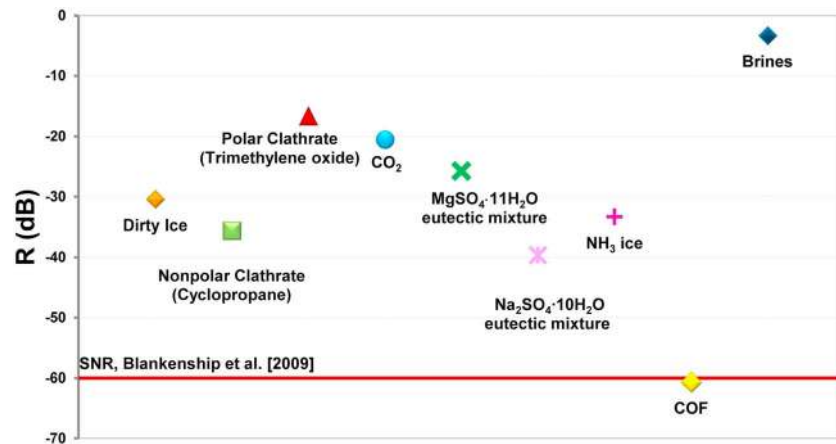 0
-10
-20
-30
-40
-50
-60
-70
R (dB)
Brines
Polar Clathrate
(Trimethylene oxide)
CO₂
MgSO₄·11H₂O
eutectic mixture
Dirty Ice
NH₃ ice
Nonpolar Clathrate
(Cyclopropane)
Na₂SO₄·10H₂O
eutectic mixture
SNR, Blankenship et al. [2009]
COF